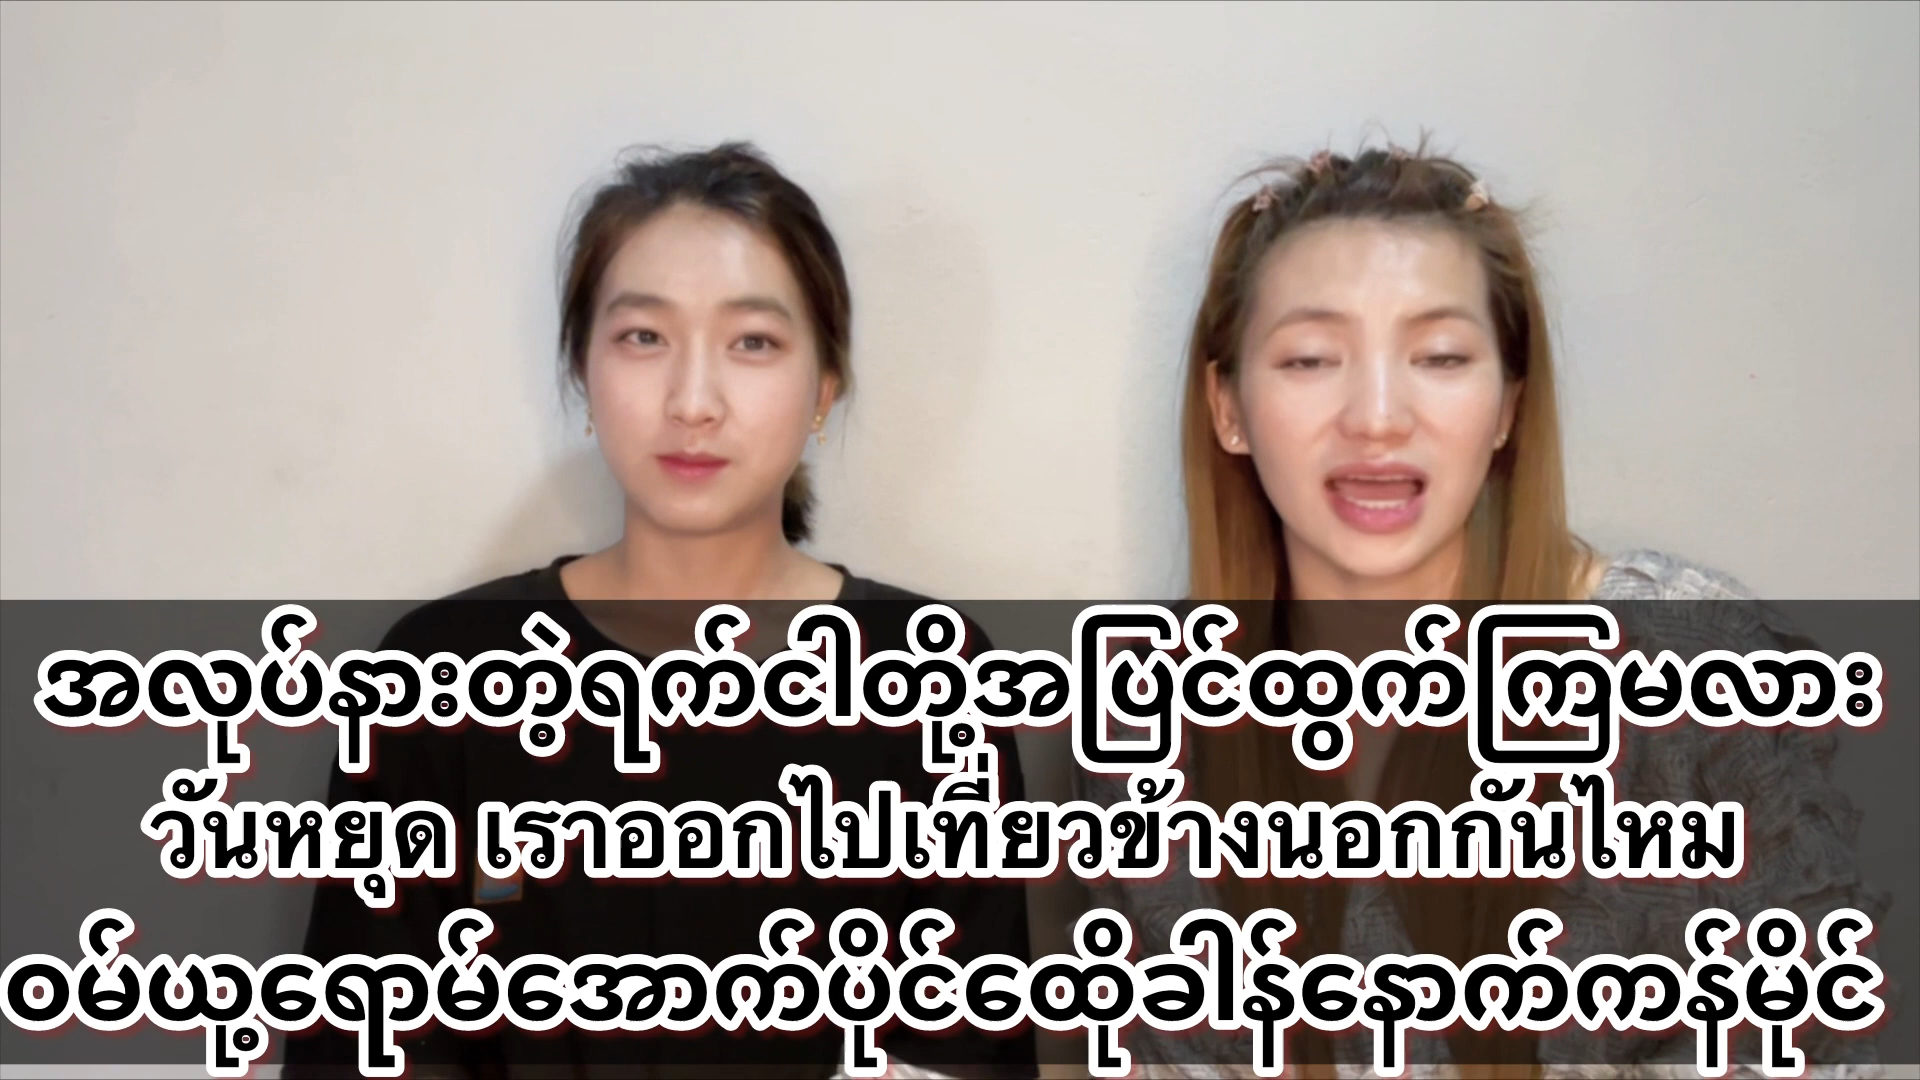 အလုပ်နားတဲ့ရက်ငါတို့အပြင်ထွက်ကြမလား
วันหยุด เราออกไปเที่ยวข้างนอกกันไหม
ဝမ်ယု့ရောမ်အောက်ပိုင်ထေိုခါန်နောက်ကန်မိုင်